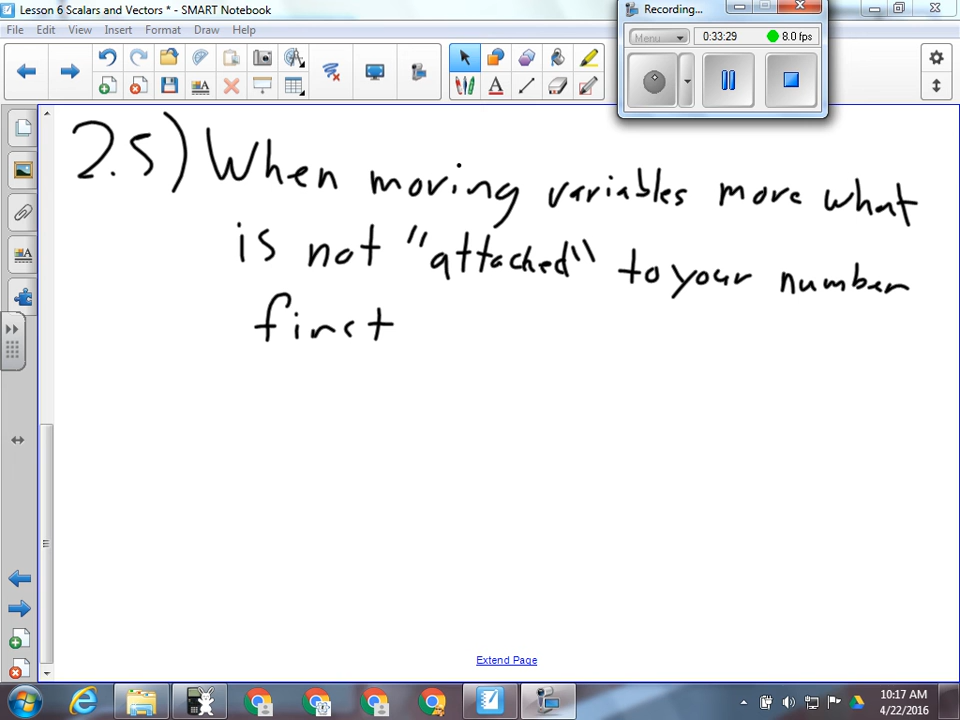 Lesson 6 Scalars and Vectors * - SMART Notebook
Recording...
File Edit View Insert Format Draw Help
Menu 0:33:29 8.0 fps
2.5) When moving variables more what
is not "attached" to your number
first
Extend Page
10:17 AM
4/22/2016